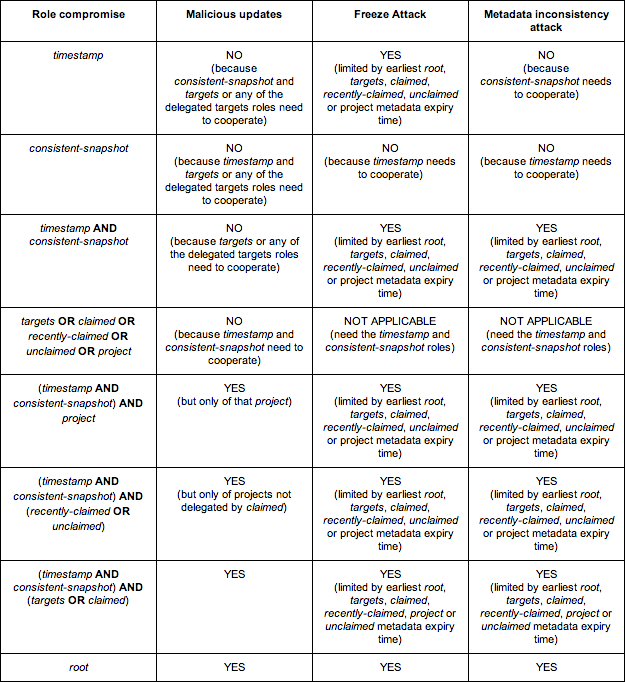 Role compromise
Malicious updates
Freeze Attack
Metadata inconsistency
attack
timestamp
NO
(because
consistent-snapshot and
targets or any of the
delegated targets roles need
to cooperate)
YES
(limited by earliest root,
targets, claimed,
recently-claimed, unclaimed
or project metadata expiry
time)
NO
(because
consistent-snapshot needs
to cooperate)
consistent-snapshot
NO
(because timestamp and
targets or any of the
delegated targets roles need
to cooperate)
NO
(because timestamp needs
to cooperate)
NO
(because timestamp needs
to cooperate)
timestamp AND
consistent-snapshot
NO
(because targets or any of
the delegated targets roles
need to cooperate)
YES
(limited by earliest root,
targets, claimed,
recently-claimed, unclaimed
or project metadata expiry
time)
YES
(limited by earliest root,
targets, claimed,
recently-claimed, unclaimed
or project metadata expiry
time)
targets OR claimed OR
recently-claimed OR
unclaimed OR project
NO
(because timestamp and
consistent-snapshot need to
cooperate)
NOT APPLICABLE
(need the timestamp and
consistent-snapshot roles)
NOT APPLICABLE
(need the timestamp and
consistent-snapshot roles)
(timestamp AND
consistent-snapshot) AND
project
YES
(but only of that project)
YES
(limited by earliest root,
targets, claimed,
recently-claimed, unclaimed
or project metadata expiry
time)
YES
(limited by earliest root,
targets, claimed,
recently-claimed, unclaimed
or project metadata expiry
time)
(timestamp AND
consistent-snapshot) AND
(recently-claimed OR
unclaimed)
YES
(but only of projects not
delegated by claimed)
YES
(limited by earliest root,
targets, claimed,
recently-claimed, unclaimed
or project metadata expiry
time)
YES
(limited by earliest root,
targets, claimed,
recently-claimed, unclaimed
or project metadata expiry
time)
(timestamp AND
consistent-snapshot) AND
(targets OR claimed)
YES
YES
(limited by earliest root,
targets, claimed,
recently-claimed, project or
unclaimed metadata expiry
time)
YES
(limited by earliest root,
targets, claimed,
recently-claimed, project or
unclaimed metadata expiry
time)
root
YES
YES
YES